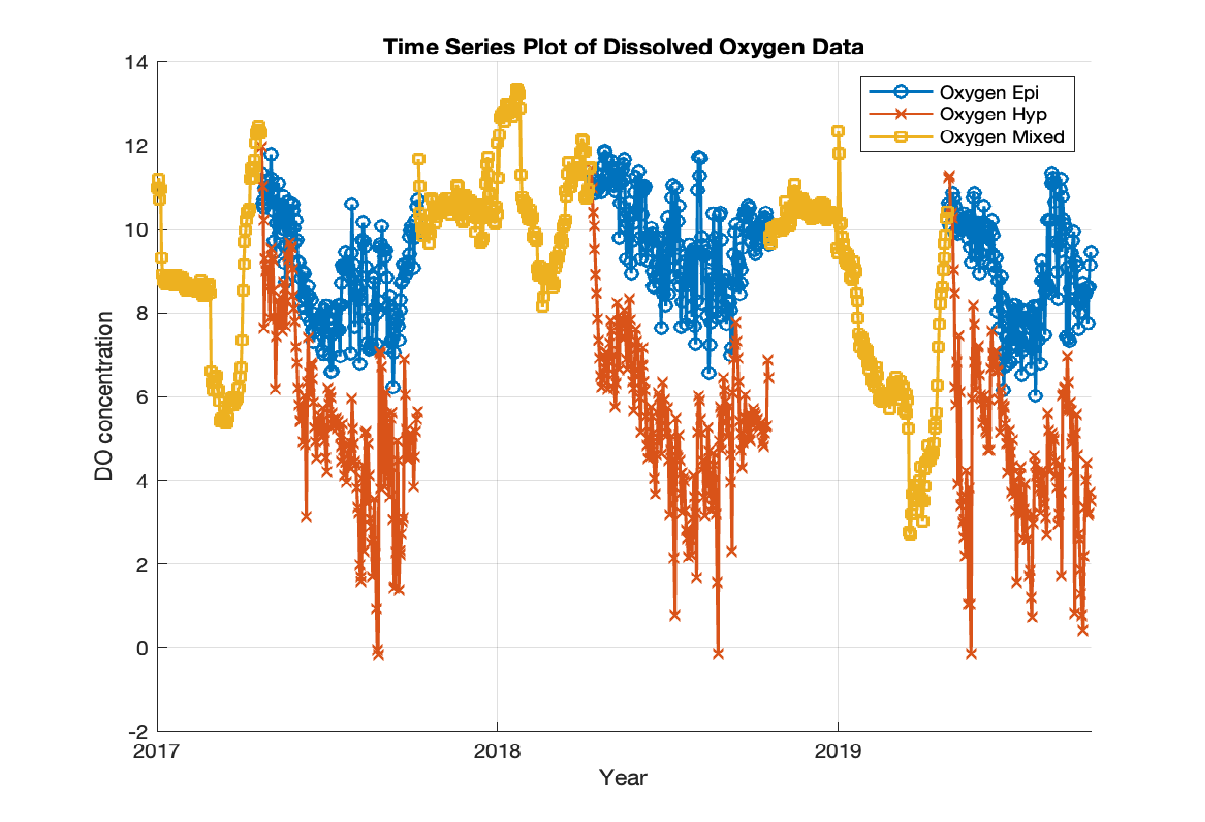 Time Series Plot of Dissolved Oxygen Data
14
12
10
8
6
4
2
0
-2
DO concentration
Oxygen Epi
Oxygen Hyp
Oxygen Mixed
2017
2018
2019
Year